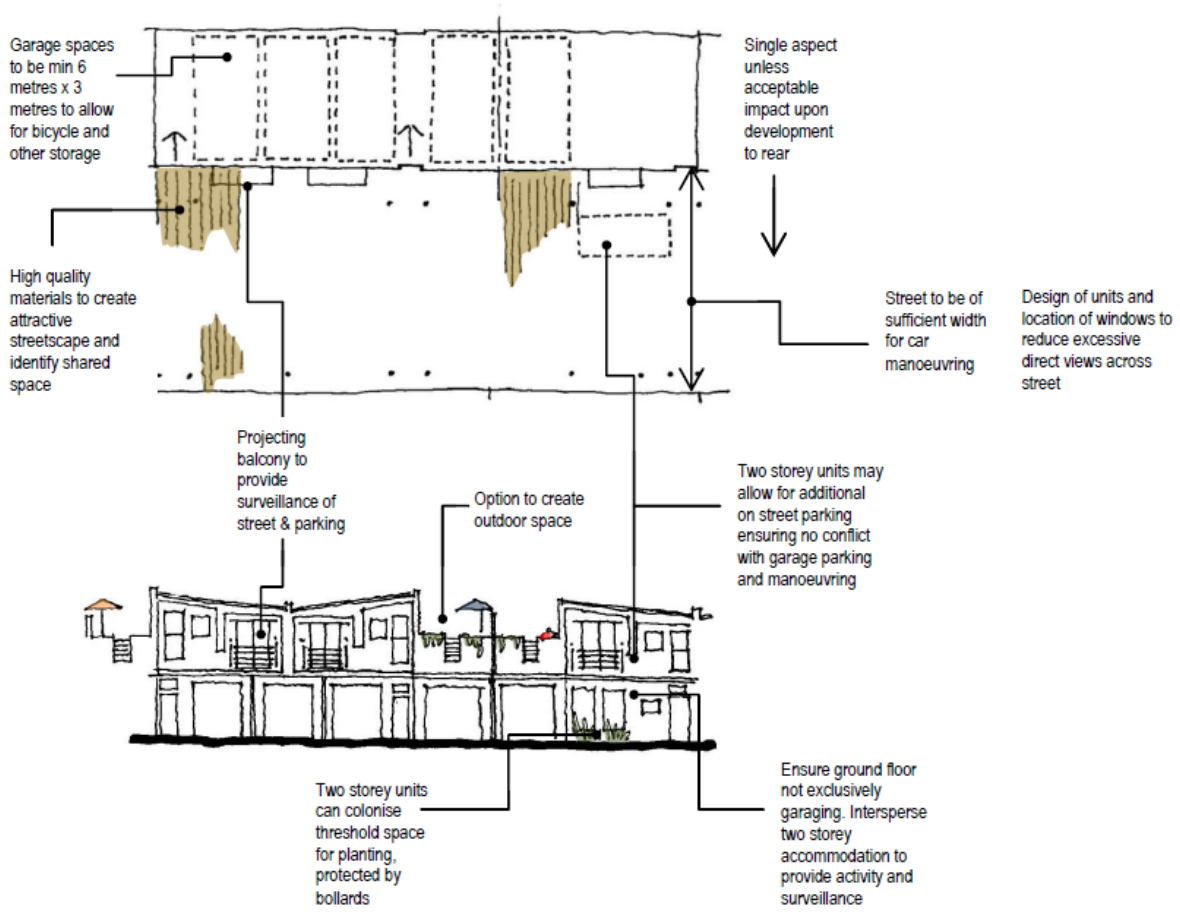 Garage spaces
to be min 6
metres x 3
metres to allow
for bicycle and
other storage
Single aspect
unless
acceptable
impact upon
development
to rear
High quality
materials to create
attractive
streetscape and
identify shared
space
Street to be of
sufficient width
for car
manoeuvring
Design of units and
location of windows to
reduce excessive
direct views across
street
Projecting
balcony to
provide
surveillance of
street & parking
Option to create
outdoor space
Two storey units may
allow for additional
on street parking
ensuring no conflict
with garage parking
and manoeuvring
Two storey units
can colonise
threshold space
for planting,
protected by
bollards
Ensure ground floor
not exclusively
garaging. Intersperse
two storey
accommodation to
provide activity and
surveillance